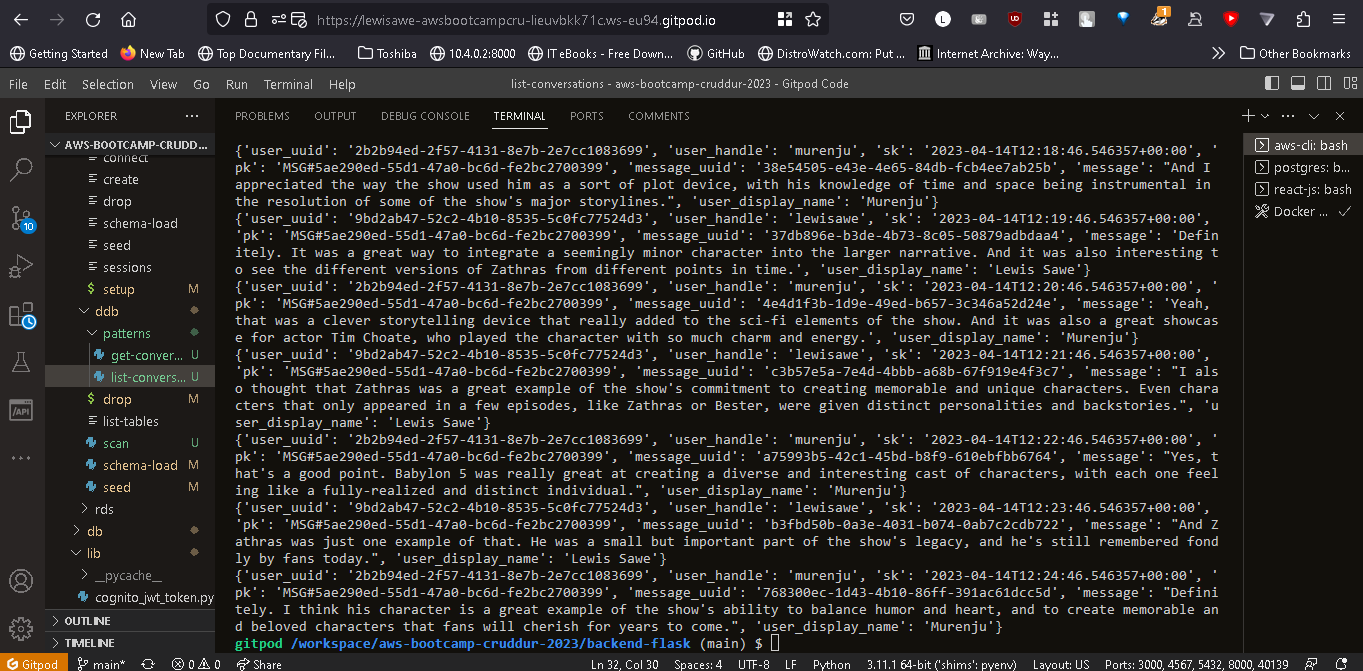 https://lewisawe-awsbootcampcru-lieuvbkk71c.ws-eu94.gitpod.io
L
UD
1
Getting Started
New Tab
Top Documentary Fil...
Toshiba
10.4.0.2:8000
IT eBooks - Free Down...
GitHub
DistroWatch.com: Put ...
Internet Archive: Way...
Other Bookmarks
File Edit Selection View Go Run Terminal Help
list-conversations - aws-bootcamp-cruddur-2023 - Gitpod Code
EXPLORER
PROBLEMS OUTPUT DEBUG CONSOLE TERMINAL PORTS COMMENTS
AWS-BOOTCAMP-CRUDD...
connect
create
drop
schema-load
seed
sessions
$ setup M
ddb
patterns
get-conver... U
list-convers... U
$ drop M
list-tables
scan U
schema-load M
seed M
rds
db
lib
__pycache__
cognito_jwt_token.py
OUTLINE
TIMELINE
10
/API
{'user_uuid': '2b2b94ed-2f57-4131-8e7b-2e7cc1083699', 'user_handle': 'murenju', 'sk': '2023-04-14T12:18:46.546357+00:00', '
pk': 'MSG#5ae290ed-55d1-47a0-bc6d-fe2bc2700399', 'message_uuid': '38e54505-e43e-4e65-84db-fcb4ee7ab25b', 'message': "And I
appreciated the way the show used him as a sort of plot device, with his knowledge of time and space being instrumental in
the resolution of some of the show's major storylines.", 'user_display_name': 'Murenju'}
{'user_uuid': '9bd2ab47-52c2-4b10-8535-5c0fc77524d3', 'user_handle': 'lewisawe', 'sk': '2023-04-14T12:19:46.546357+00:00',
'pk': 'MSG#5ae290ed-55d1-47a0-bc6d-fe2bc2700399', 'message_uuid': '37db896e-b3de-4b73-8c05-50879adbdaa4', 'message': 'Defin
itely. It was a great way to integrate a seemingly minor character into the larger narrative. And it was also interesting t
o see the different versions of Zathras from different points in time.', 'user_display_name': 'Lewis Sawe'}
{'user_uuid': '2b2b94ed-2f57-4131-8e7b-2e7cc1083699', 'user_handle': 'murenju', 'sk': '2023-04-14T12:20:46.546357+00:00', '
pk': 'MSG#5ae290ed-55d1-47a0-bc6d-fe2bc2700399', 'message_uuid': '4e4d1f3b-1d9e-49ed-b657-3c346a52d24e', 'message': 'Yeah,
that was a clever storytelling device that really added to the sci-fi elements of the show. And it was also a great showcas
e for actor Tim Choate, who played the character with so much charm and energy.', 'user_display_name': 'Murenju'}
{'user_uuid': '9bd2ab47-52c2-4b10-8535-5c0fc77524d3', 'user_handle': 'lewisawe', 'sk': '2023-04-14T12:21:46.546357+00:00',
'pk': 'MSG#5ae290ed-55d1-47a0-bc6d-fe2bc2700399', 'message_uuid': 'c3b57e5a-7e4d-4bbb-a68b-67f919e4f3c7', 'message': "I als
o thought that Zathras was a great example of the show's commitment to creating memorable and unique characters. Even chara
cters that only appeared in a few episodes, like Zathras or Bester, were given distinct personalities and backstories.", 'u
ser_display_name': 'Lewis Sawe'}
{'user_uuid': '2b2b94ed-2f57-4131-8e7b-2e7cc1083699', 'user_handle': 'murenju', 'sk': '2023-04-14T12:22:46.546357+00:00', '
pk': 'MSG#5ae290ed-55d1-47a0-bc6d-fe2bc2700399', 'message_uuid': 'a75993b5-42c1-45bd-b8f9-610ebfbb6764', 'message': "Yes, t
hat's a good point. Babylon 5 was really great at creating a diverse and interesting cast of characters, with each one feel
ing like a fully-realized and distinct individual.", 'user_display_name': 'Murenju'}
{'user_uuid': '9bd2ab47-52c2-4b10-8535-5c0fc77524d3', 'user_handle': 'lewisawe', 'sk': '2023-04-14T12:23:46.546357+00:00',
'pk': 'MSG#5ae290ed-55d1-47a0-bc6d-fe2bc2700399', 'message_uuid': 'b3fbd50b-0a3e-4031-b074-0ab7c2cdb722', 'message': "And Z
athras was just one example of that. He was a small but important part of the show's legacy, and he's still remembered fond
ly by fans today.", 'user_display_name': 'Lewis Sawe'}
{'user_uuid': '2b2b94ed-2f57-4131-8e7b-2e7cc1083699', 'user_handle': 'murenju', 'sk': '2023-04-14T12:24:46.546357+00:00', '
pk': 'MSG#5ae290ed-55d1-47a0-bc6d-fe2bc2700399', 'message_uuid': '768300ec-1d43-4b10-86ff-391ac61dcc5d', 'message': "Defini
tely. I think his character is a great example of the show's ability to balance humor and heart, and to create memorable an
d beloved characters that fans will cherish for years to come.", 'user_display_name': 'Murenju'}
gitpod /workspace/aws-bootcamp-cruddur-2023/backend-flask (main) $
aws-cli: bash
postgres: b...
react-js: bash
Docker ...
Gitpod main* 0 0 Share Ln 32, Col 30 Spaces: 4 UTF-8 LF Python 3.11.1 64-bit ('shims': pyenv) Layout: US Ports: 3000, 4567, 5432, 8000, 40139